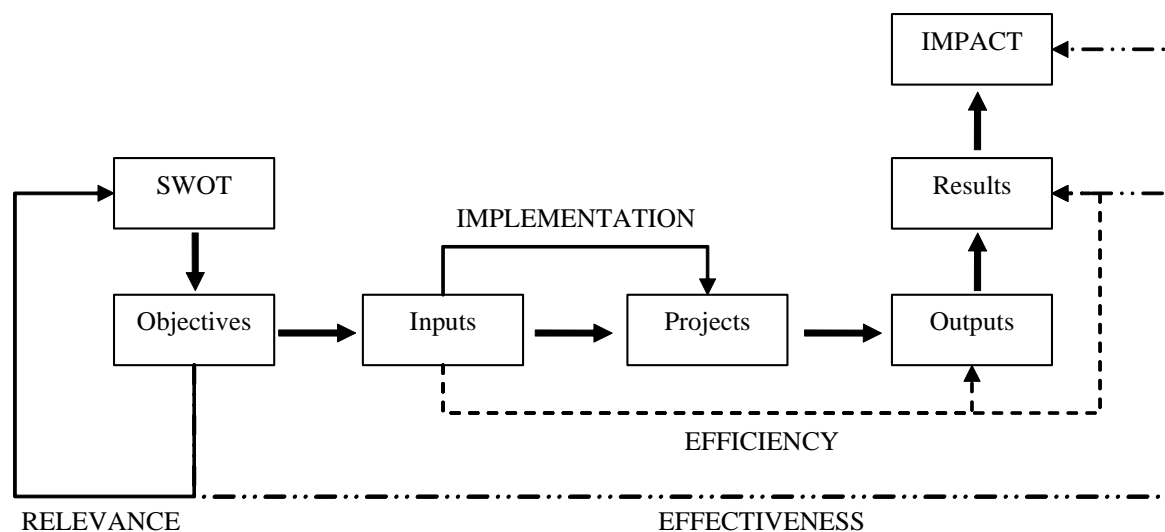 IMPACT
SWOT
Results
IMPLEMENTATION
Objectives
Inputs
Projects
Outputs
EFFICIENCY
RELEVANCE
EFFECTIVENESS